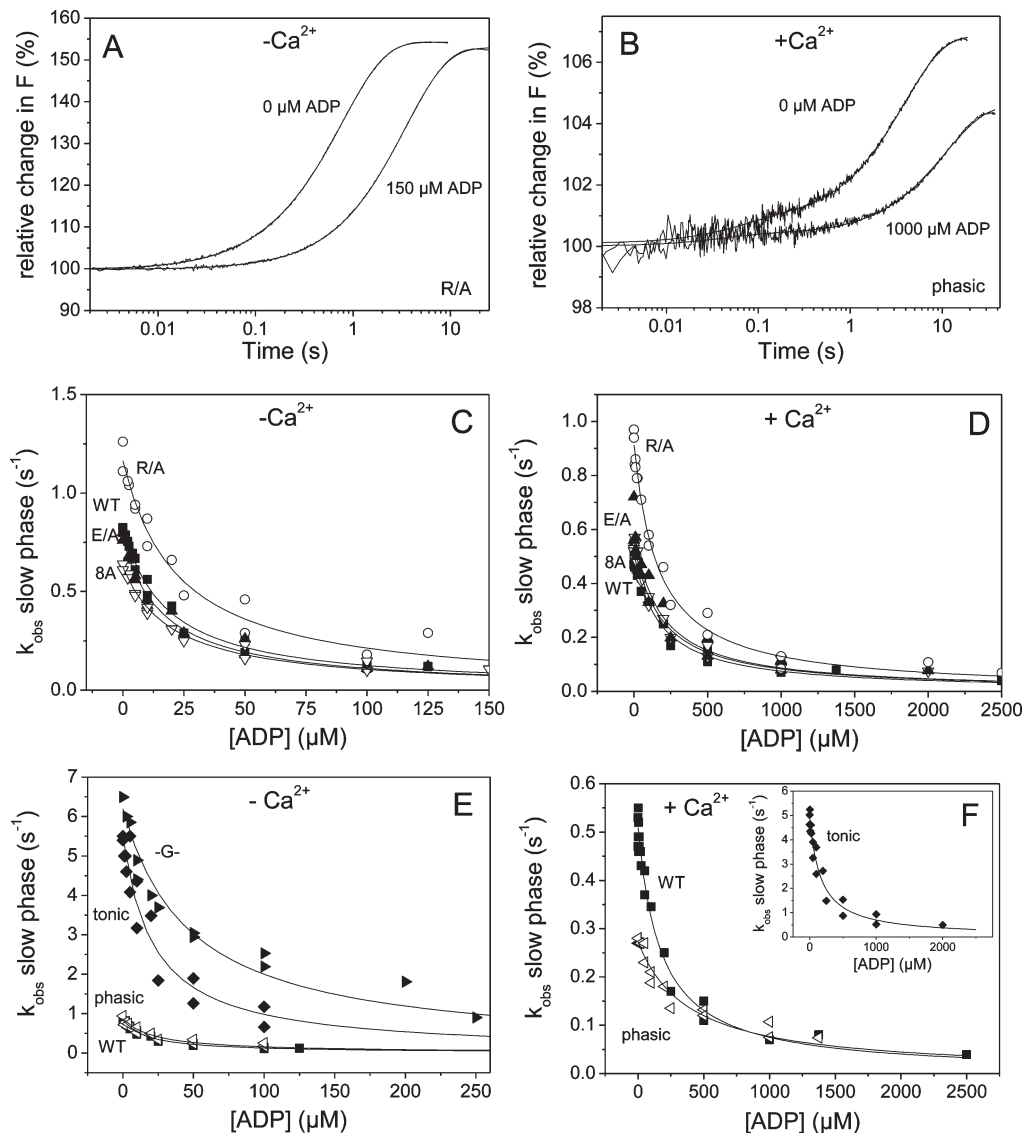 A
-Ca²⁺
relative change in F (%)
160
150
140
130
120
110
100
90
0 µM ADP
150 µM ADP
R/A
0.01
0.1
1
10
Time (s)
B
+Ca²⁺
relative change in F (%)
106
104
102
100
98
0 µM ADP
1000 µM ADP
phasic
0.01
0.1
1
10
Time (s)
C
-Ca²⁺
k_obs slow phase (s⁻¹)
1.5
1.0
0.5
0.0
R/A
WT
E/A
8A
0
25
50
75
100
125
150
[ADP] (µM)
D
+ Ca²⁺
k_obs slow phase (s⁻¹)
1.0
0.8
0.6
0.4
0.2
0.0
R/A
E/A
8A
WT
0
500
1000
1500
2000
2500
[ADP] (µM)
E
- Ca²⁺
k_obs slow phase (s⁻¹)
7
6
5
4
3
2
1
0
-G-
tonic
phasic
WT
0
50
100
150
200
250
[ADP] (µM)
F
+ Ca²⁺
k_obs slow phase (s⁻¹)
0.6
0.5
0.4
0.3
0.2
0.1
0.0
WT
phasic
0
500
1000
1500
2000
2500
[ADP] (µM)
k_obs slow phase (s⁻¹)
6
5
4
3
2
1
0
tonic
0
1000
2000
[ADP] (µM)